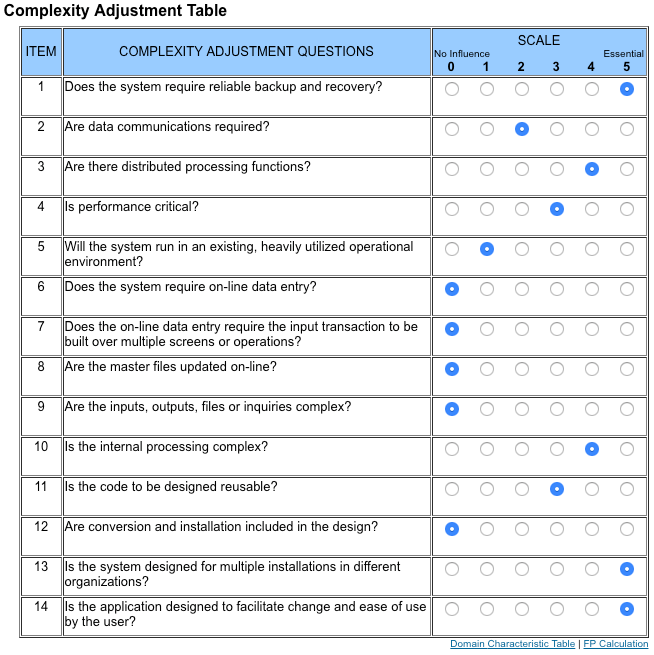 Complexity Adjustment Table
ITEM
COMPLEXITY ADJUSTMENT QUESTIONS
SCALE
No Influence Essential
0 1 2 3 4 5
1 Does the system require reliable backup and recovery?
2 Are data communications required?
3 Are there distributed processing functions?
4 Is performance critical?
5 Will the system run in an existing, heavily utilized operational
environment?
6 Does the system require on-line data entry?
7 Does the on-line data entry require the input transaction to be
built over multiple screens or operations?
8 Are the master files updated on-line?
9 Are the inputs, outputs, files or inquiries complex?
10 Is the internal processing complex?
11 Is the code to be designed reusable?
12 Are conversion and installation included in the design?
13 Is the system designed for multiple installations in different
organizations?
14 Is the application designed to facilitate change and ease of use
by the user?
Domain Characteristic Table | FP Calculation